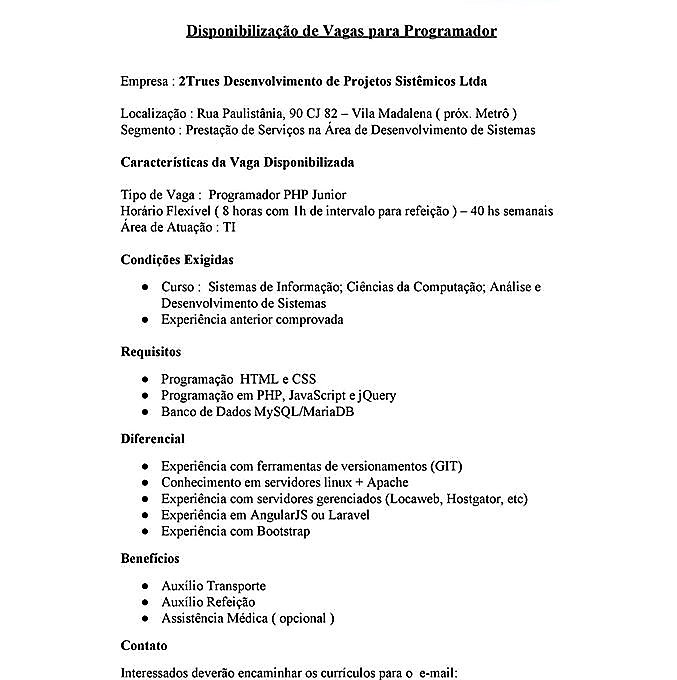 Disponibilização de Vagas para Programador
Empresa : 2Trues Desenvolvimento de Projetos Sistêmicos Ltda
Localização : Rua Paulistânia, 90 CJ 82 – Vila Madalena ( próx. Metrô )
Segmento : Prestação de Serviços na Área de Desenvolvimento de Sistemas
Características da Vaga Disponibilizada
Tipo de Vaga : Programador PHP Junior
Horário Flexível ( 8 horas com 1h de intervalo para refeição ) – 40 hs semanais
Área de Atuação : TI
Condições Exigidas
● Curso : Sistemas de Informação; Ciências da Computação; Análise e
Desenvolvimento de Sistemas
● Experiência anterior comprovada
Requisitos
● Programação HTML e CSS
● Programação em PHP, JavaScript e jQuery
● Banco de Dados MySQL/MariaDB
Diferencial
● Experiência com ferramentas de versionamentos (GIT)
● Conhecimento em servidores linux + Apache
● Experiência com servidores gerenciados (Locaweb, Hostgator, etc)
● Experiência em AngularJS ou Laravel
● Experiência com Bootstrap
Benefícios
● Auxílio Transporte
● Auxílio Refeição
● Assistência Médica ( opcional )
Contato
Interessados deverão encaminhar os currículos para o e-mail: